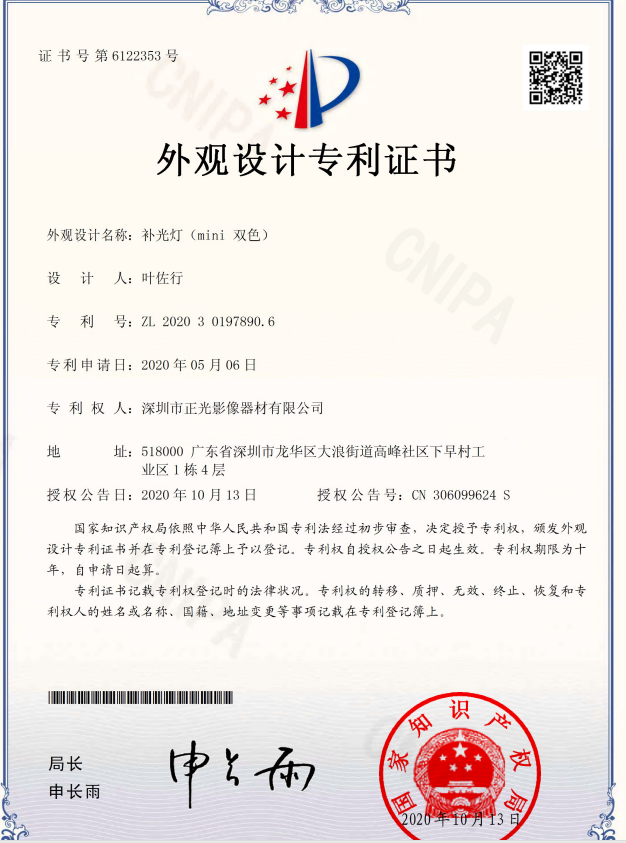 证书号第6122353号
外观设计专利证书
外观设计名称：补光灯（mini 双色）
设计人：叶佐行
专利号：ZL 2020 3 0197890.6
专利申请日：2020年05月06日
专利权人：深圳市正光影像器材有限公司
地址：518000 广东省深圳市龙华区大浪街道高峰社区下早村工
业区1栋4层
授权公告日：2020年10月13日 授权公告号：CN 306099624 S
国家知识产权局依照中华人民共和国专利法经过初步审查，决定授予专利权，颁发外观
设计专利证书并在专利登记簿上予以登记。专利权自授权公告之日起生效。专利权期限为十
年，自申请日起算。
专利证书记载专利权登记时的法律状况。专利权的转移、质押、无效、终止、恢复和专
利权人的姓名或名称、国籍、地址变更等事项记载在专利登记簿上。
局长
申长雨
申长雨
国家知识产权局
2020年10月13日
CNIPA
CNIPA
CNIPA